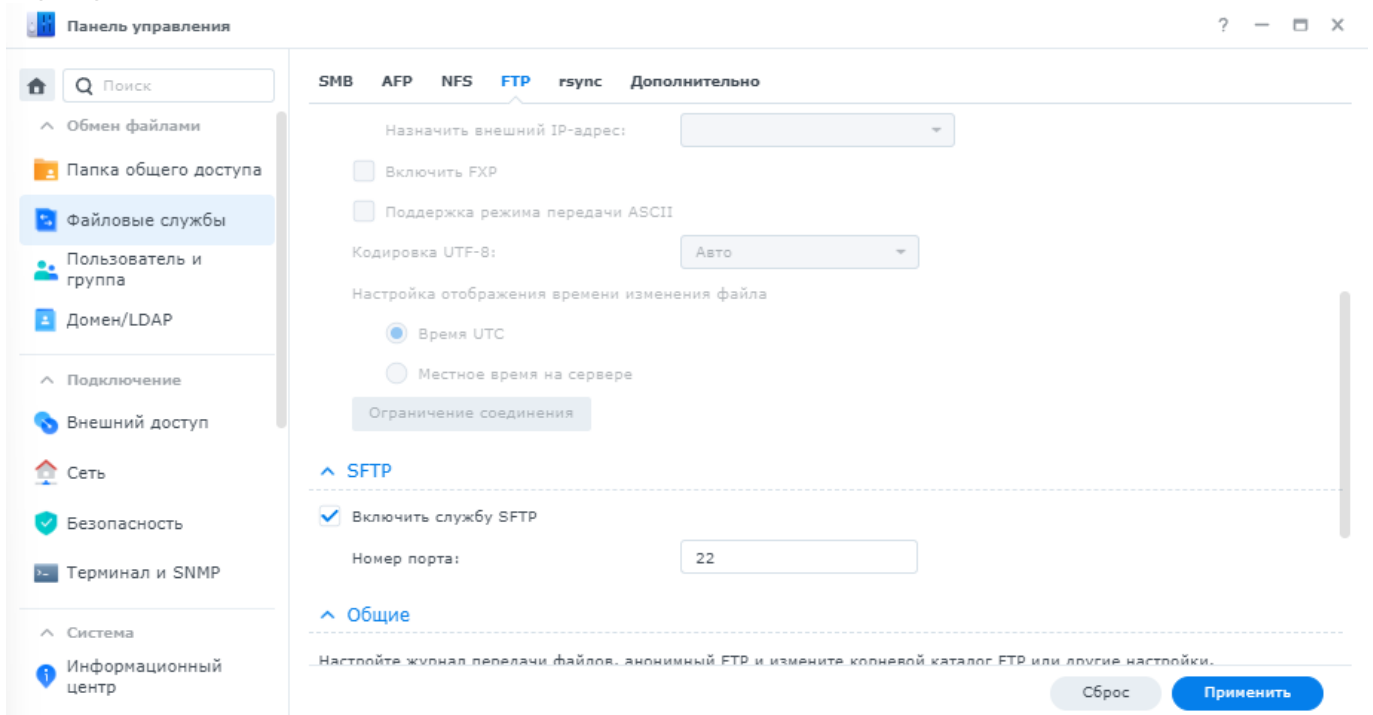 Панель управления
Поиск
Обмен файлами
Папка общего доступа
Файловые службы
Пользователь и
группа
Домен/LDAP
Подключение
Внешний доступ
Сеть
Безопасность
Терминал и SNMP
Система
Информационный
центр
SMB AFP NFS FTP rsync Дополнительно
Назначить внешний IP-адрес:
Включить FXP
Поддержка режима передачи ASCII
Кодировка UTF-8: Авто
Настройка отображения времени изменения файла
Время UTC
Местное время на сервере
Ограничение соединения
SFTP
Включить службу SFTP
Номер порта: 22
Общие
Настройте журнал передачи файлов, анонимный FTP и измените корневой каталог FTP или другие настройки.
Сброс Применить